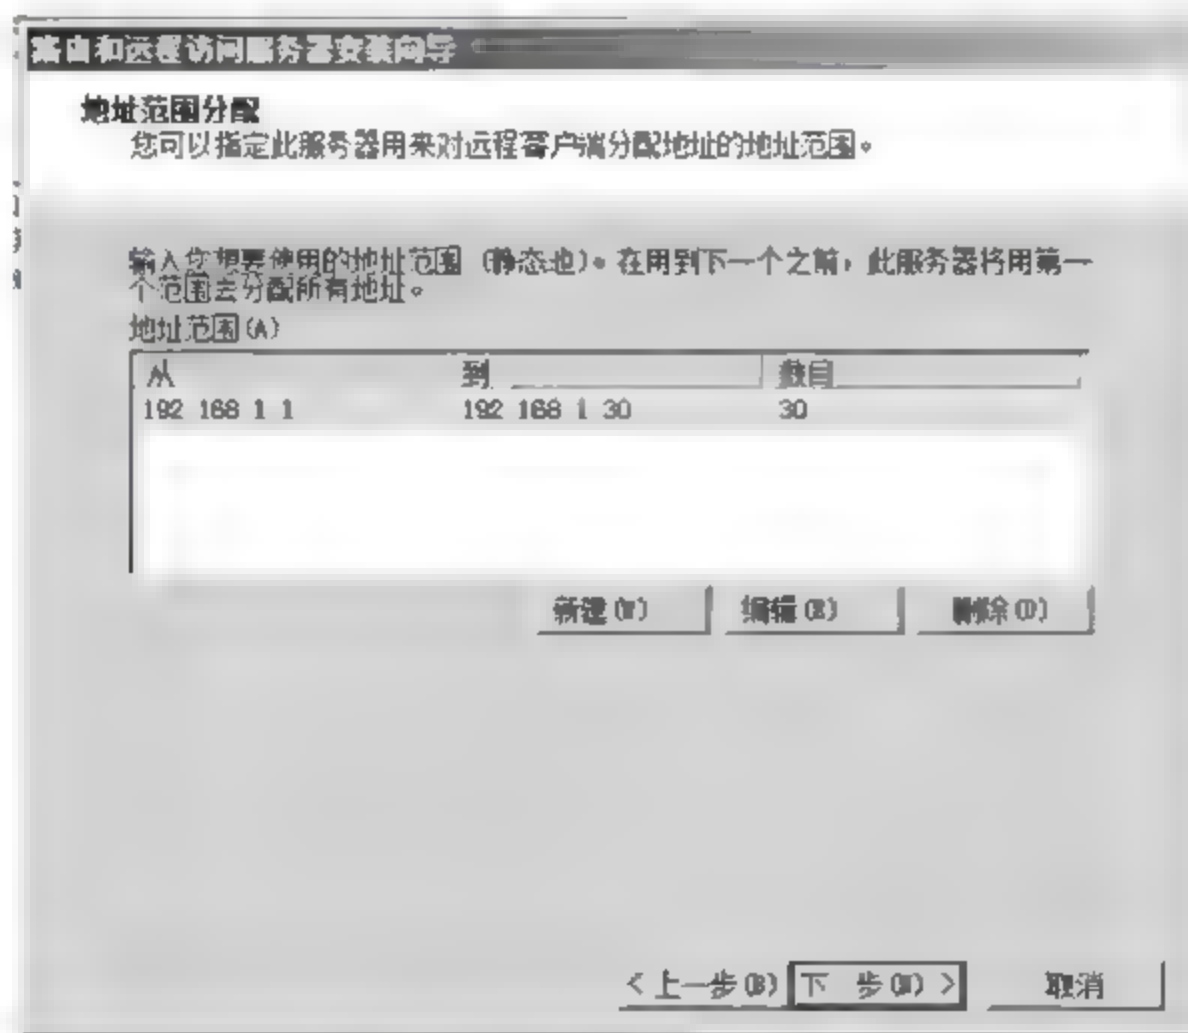 路由和远程访问服务器安装向导
地址范围分配
您可以指定此服务器用来对远程客户端分配地址的地址范围。
输入您想要使用的地址范围（静态池）。在用到下一个之前，此服务器将用第一
个范围去分配所有地址。
地址范围(A)
从 到 数目
192 168 1 1 192 168 1 30 30
新建(W) 编辑(E) 删除(D)
< 上一步(B) 下 步(N) > 取消